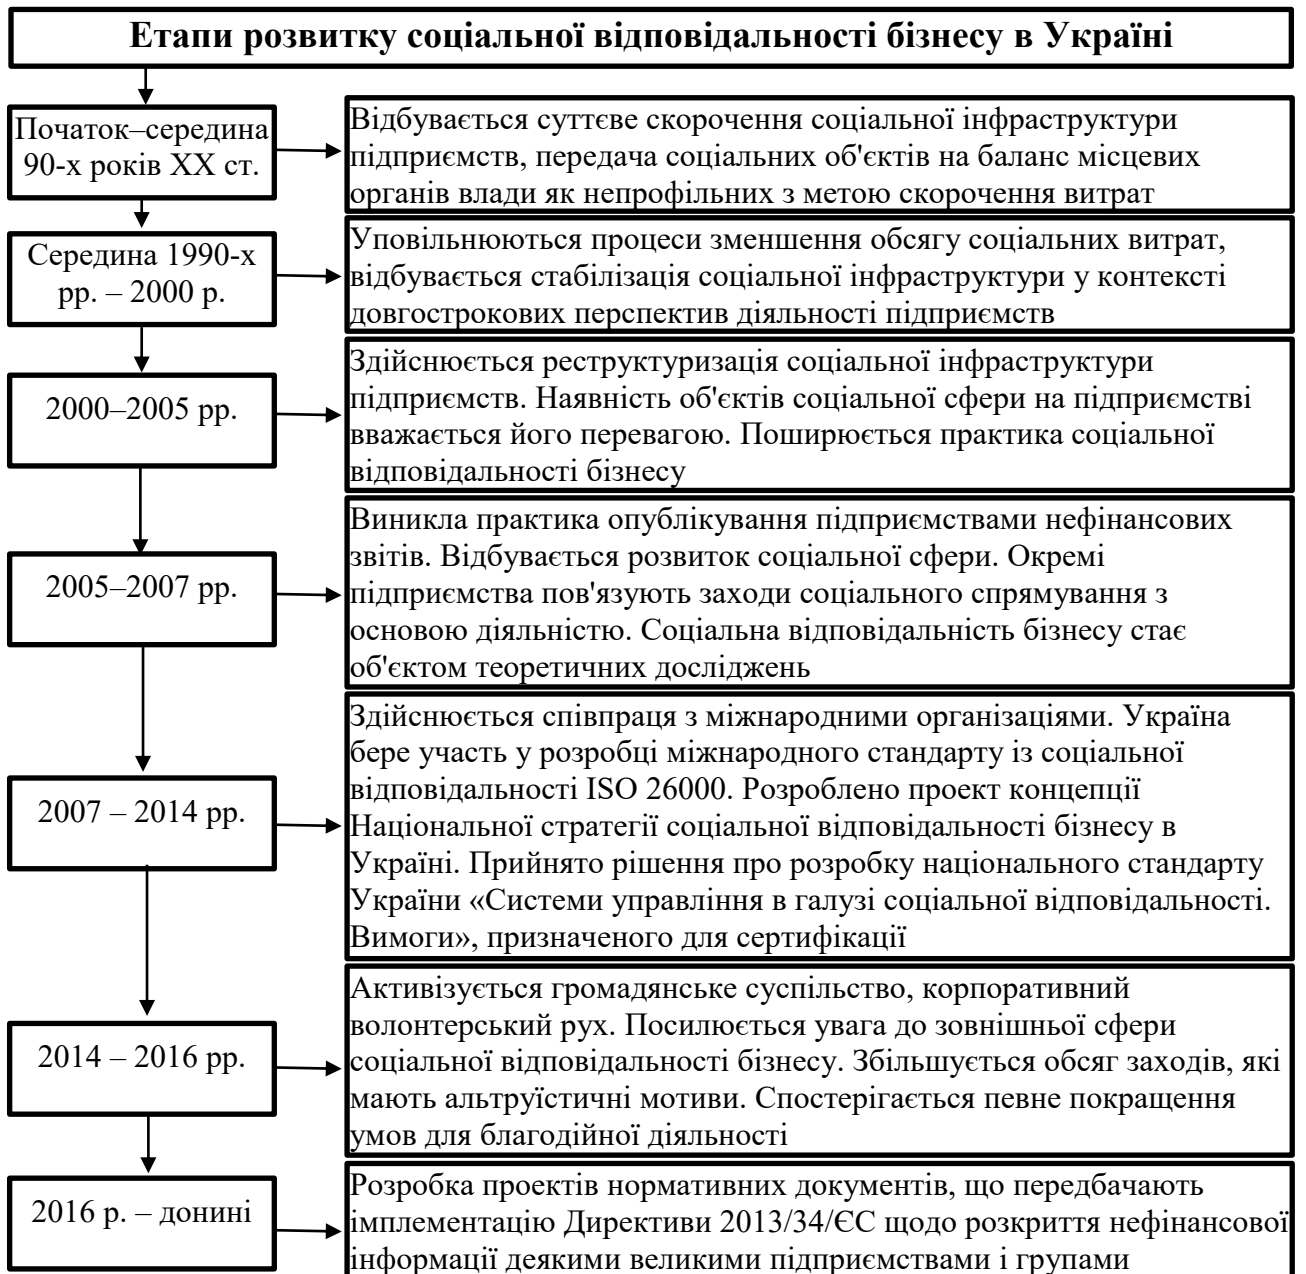 Етапи розвитку соціальної відповідальності бізнесу в Україні
Початок–середина
90-х років ХХ ст.
Відбувається суттєве скорочення соціальної інфраструктури
підприємств, передача соціальних об'єктів на баланс місцевих
органів влади як непрофільних з метою скорочення витрат
Середина 1990-х
рр. – 2000 р.
Уповільнюються процеси зменшення обсягу соціальних витрат,
відбувається стабілізація соціальної інфраструктури у контексті
довгострокових перспектив діяльності підприємств
2000–2005 рр.
Здійснюється реструктуризація соціальної інфраструктури
підприємств. Наявність об'єктів соціальної сфери на підприємстві
вважається його перевагою. Поширюється практика соціальної
відповідальності бізнесу
2005–2007 рр.
Виникла практика опублікування підприємствами нефінансових
звітів. Відбувається розвиток соціальної сфери. Окремі
підприємства пов'язують заходи соціального спрямування з
основою діяльністю. Соціальна відповідальність бізнесу стає
об'єктом теоретичних досліджень
2007 – 2014 рр.
Здійснюється співпраця з міжнародними організаціями. Україна
бере участь у розробці міжнародного стандарту із соціальної
відповідальності ISO 26000. Розроблено проект концепції
Національної стратегії соціальної відповідальності бізнесу в
Україні. Прийнято рішення про розробку національного стандарту
України «Системи управління в галузі соціальної відповідальності.
Вимоги», призначеного для сертифікації
2014 – 2016 рр.
Активізується громадянське суспільство, корпоративний
волонтерський рух. Посилюється увага до зовнішньої сфери
соціальної відповідальності бізнесу. Збільшується обсяг заходів, які
мають альтруїстичні мотиви. Спостерігається певне покращення
умов для благодійної діяльності
2016 р. – донині
Розробка проектів нормативних документів, що передбачають
імплементацію Директиви 2013/34/ЄС щодо розкриття нефінансової
інформації деякими великими підприємствами і групами